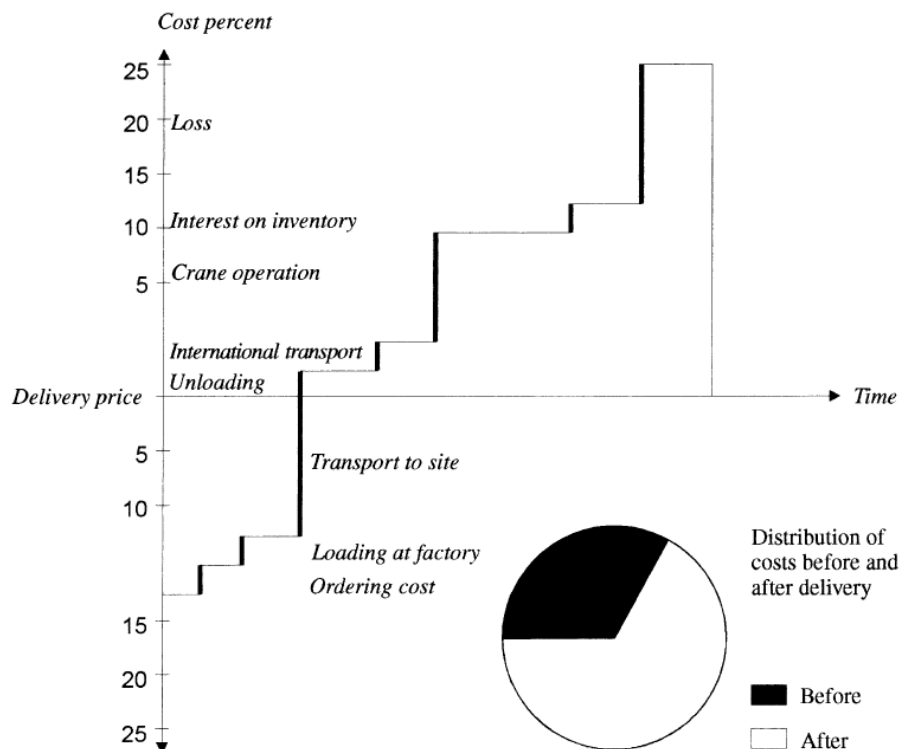 Cost percent
25
20
Loss
15
10
Interest on inventory
Crane operation
5
International transport
Unloading
Delivery price
Time
5
Transport to site
10
Loading at factory
Ordering cost
15
20
25
Distribution of
costs before and
after delivery
Before
After